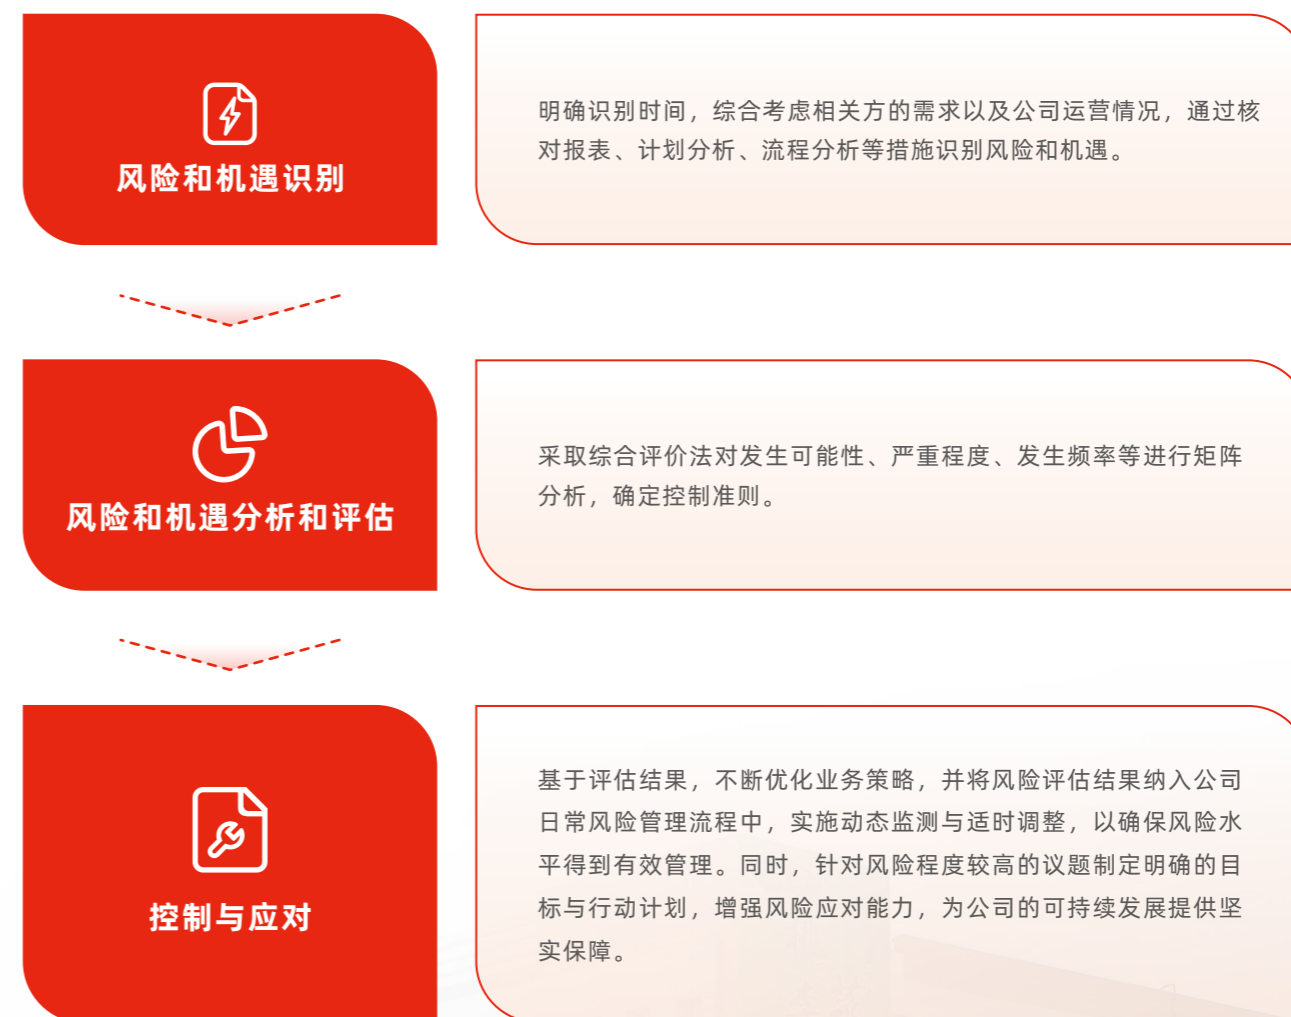 风险和机遇识别
明确识别时间，综合考虑相关方的需求以及公司运营情况，通过核
对报表、计划分析、流程分析等措施识别风险和机遇。
风险和机遇分析和评估
采取综合评价法对发生可能性、严重程度、发生频率等进行矩阵
分析，确定控制准则。
控制与应对
基于评估结果，不断优化业务策略，并将风险评估结果纳入公司
日常风险管理流程中，实施动态监测与适时调整，以确保风险水
平得到有效管理。同时，针对风险程度较高的议题制定明确的目
标与行动计划，增强风险应对能力，为公司的可持续发展提供坚
实保障。